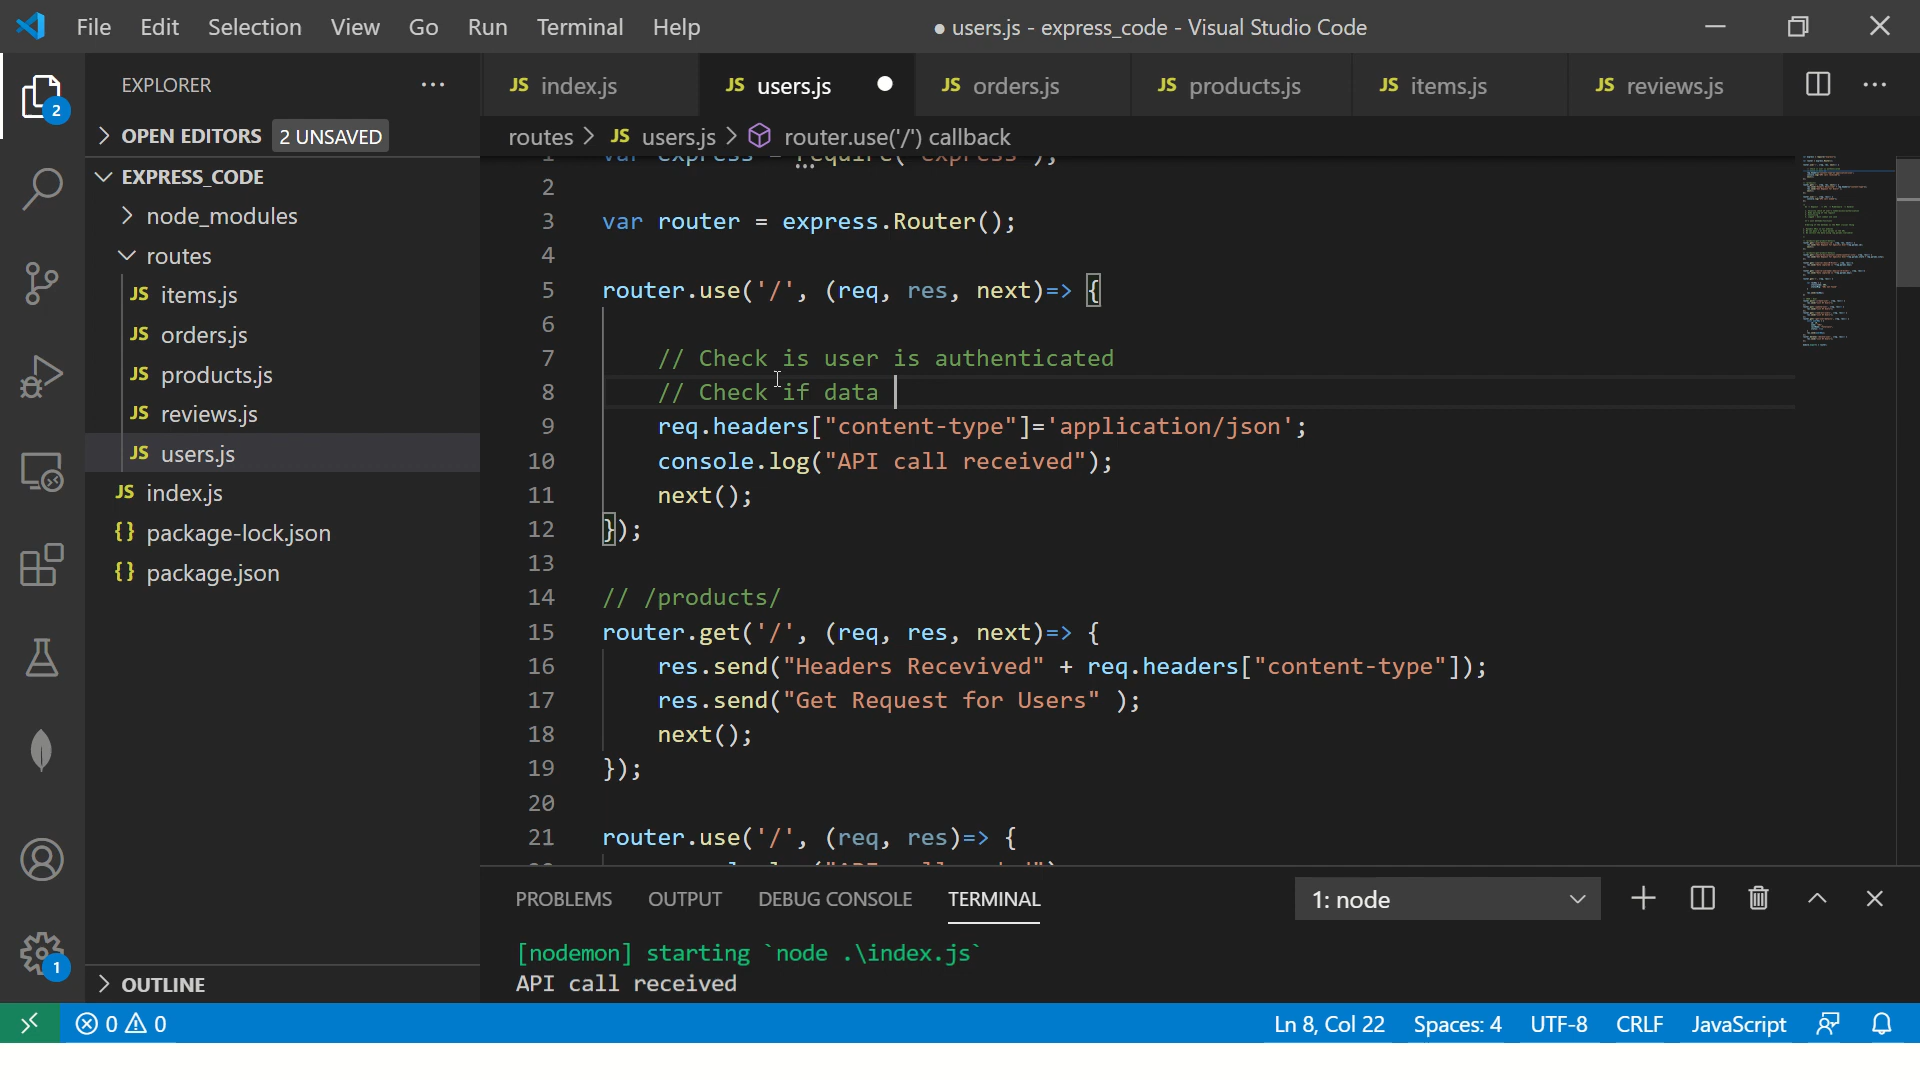 File Edit Selection View Go Run Terminal Help
● users.js - express_code - Visual Studio Code
EXPLORER
2
OPEN EDITORS 2 UNSAVED
EXPRESS_CODE
node_modules
routes
JS items.js
JS orders.js
JS products.js
JS reviews.js
JS users.js
JS index.js
{} package-lock.json
{} package.json
OUTLINE
1
JS index.js JS users.js JS orders.js JS products.js JS items.js JS reviews.js
routes > JS users.js > router.use('/') callback
1 var express = require("express");
2
3 var router = express.Router();
4
5 router.use('/', (req, res, next)=> {
6
7 // Check is user is authenticated
8 // Check if data
9 req.headers["content-type"]='application/json';
10 console.log("API call received");
11 next();
12 });
13
14 // /products/
15 router.get('/', (req, res, next)=> {
16 res.send("Headers Recevived" + req.headers["content-type"]);
17 res.send("Get Request for Users" );
18 next();
19 });
20
21 router.use('/', (req, res)=> {
PROBLEMS OUTPUT DEBUG CONSOLE TERMINAL 1: node
[nodemon] starting `node .\index.js`
API call received
0 0 Ln 8, Col 22 Spaces: 4 UTF-8 CRLF JavaScript